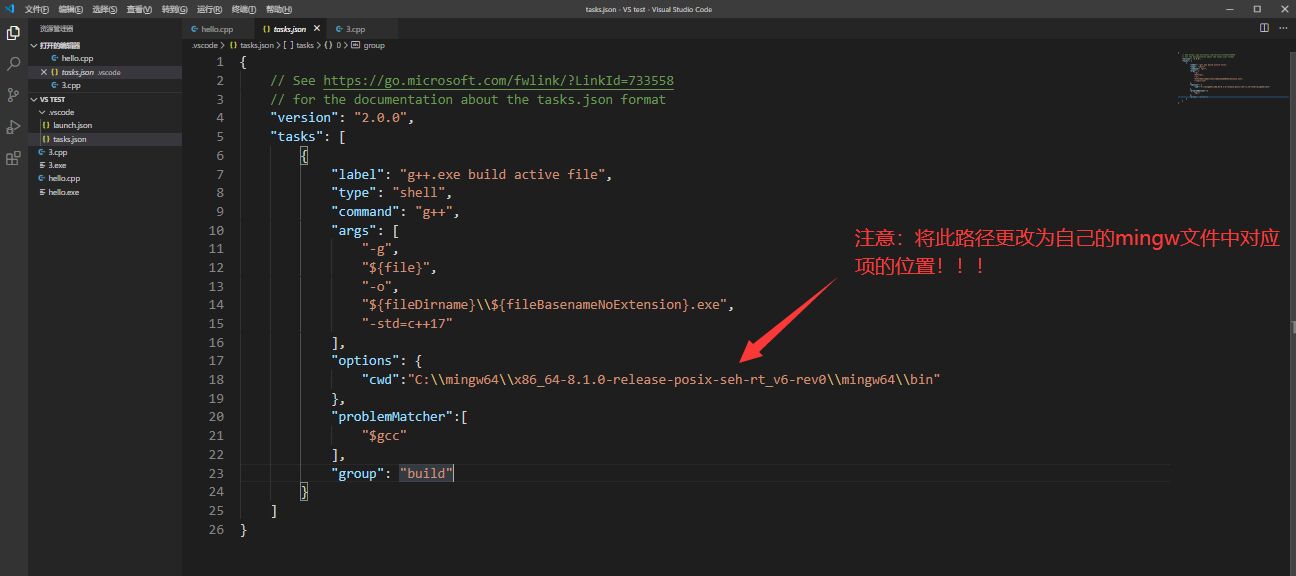 文件(F) 编辑(E) 选择(S) 查看(V) 转到(G) 运行(R) 终端(T) 帮助(H)
tasks.json - VS test - Visual Studio Code
资源管理器
打开的编辑器
hello.cpp
tasks.json .vscode
3.cpp
VS TEST
.vscode
launch.json
tasks.json
3.cpp
3.exe
hello.cpp
hello.exe
hello.cpp tasks.json 3.cpp
.vscode > {} tasks.json > [ ] tasks > {} 0 > group
1 {
2 // See https://go.microsoft.com/fwlink/?LinkId=733558
3 // for the documentation about the tasks.json format
4 "version": "2.0.0",
5 "tasks": [
6 {
7 "label": "g++.exe build active file",
8 "type": "shell",
9 "command": "g++",
10 "args": [
11 "-g",
12 "${file}",
13 "-o",
14 "${fileDirname}\\${fileBasenameNoExtension}.exe",
15 "-std=c++17"
16 ],
17 "options": {
18 "cwd":"C:\\mingw64\\x86_64-8.1.0-release-posix-seh-rt_v6-rev0\\mingw64\\bin"
19 },
20 "problemMatcher":[
21 "$gcc"
22 ],
23 "group": "build"
24 }
25 ]
26 }
注意：将此路径更改为自己的mingw文件中对应
项的位置！！！